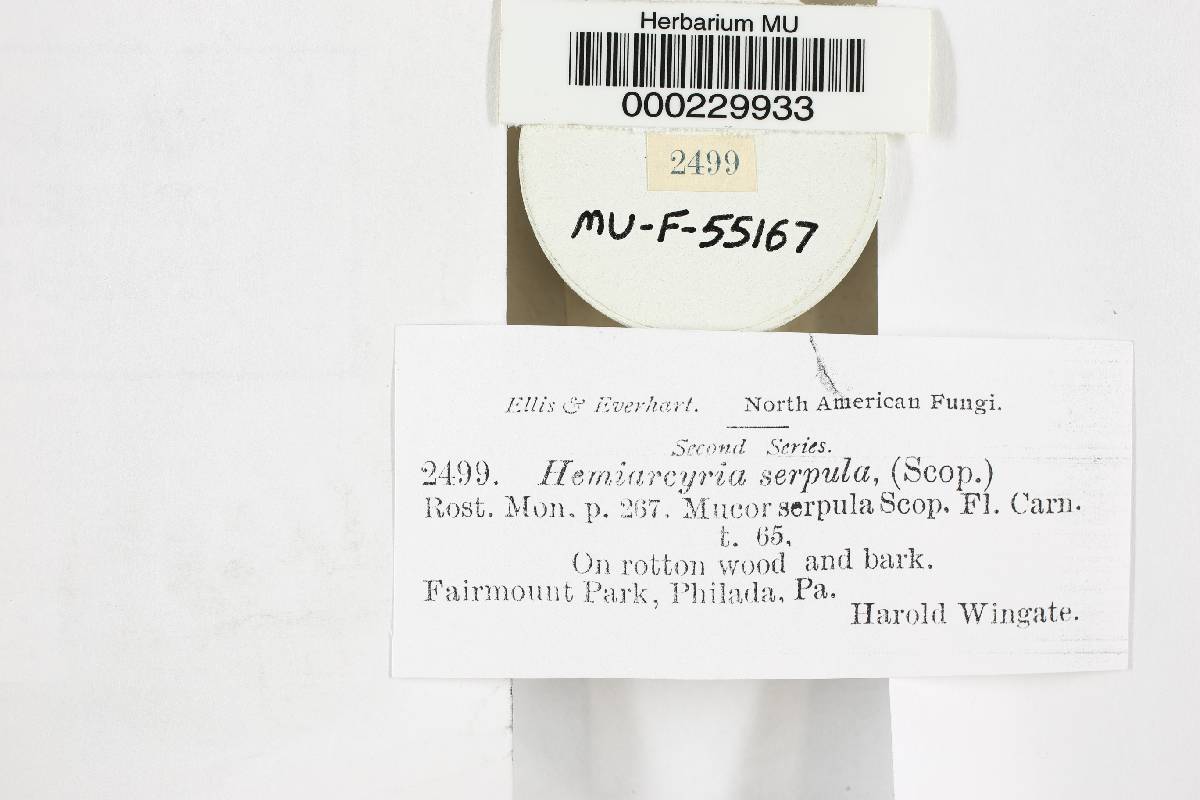 Herbarium MU
000229933
2499
MU-F-55167
Ellis & Everhart. North American Fungi.
Second Series.
2499. Hemiarcyria serpula, (Scop.)
Rost. Mon. p. 267. Mucor serpula Scop. Fl. Carn.
t. 65.
On rotton wood and bark.
Fairmount Park, Philada, Pa.
Harold Wingate.